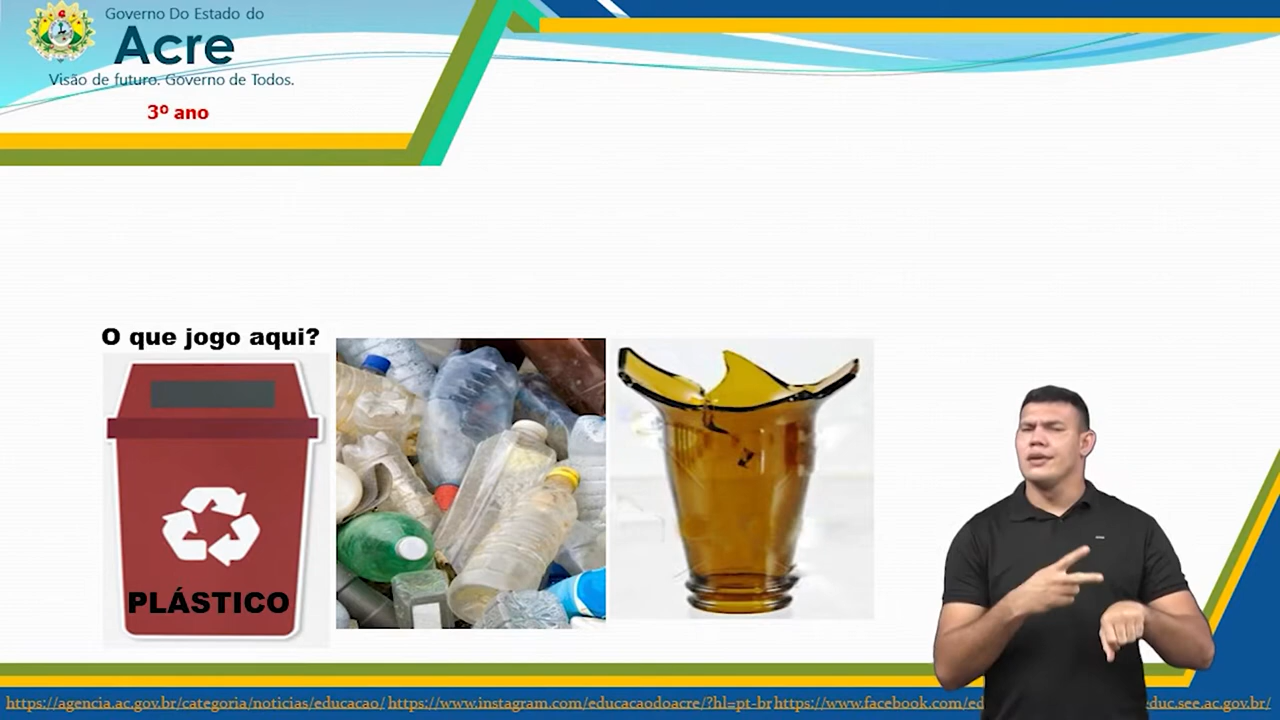 Governo Do Estado do
Acre
Visão de futuro. Governo de Todos.
3º ano
O que jogo aqui?
PLÁSTICO
https://agencia.ac.gov.br/categoria/noticias/educacao/ https://www.instagram.com/educacaodoacre/?hl=pt-br https://www.facebook.com/ed educ.see.ac.gov.br/